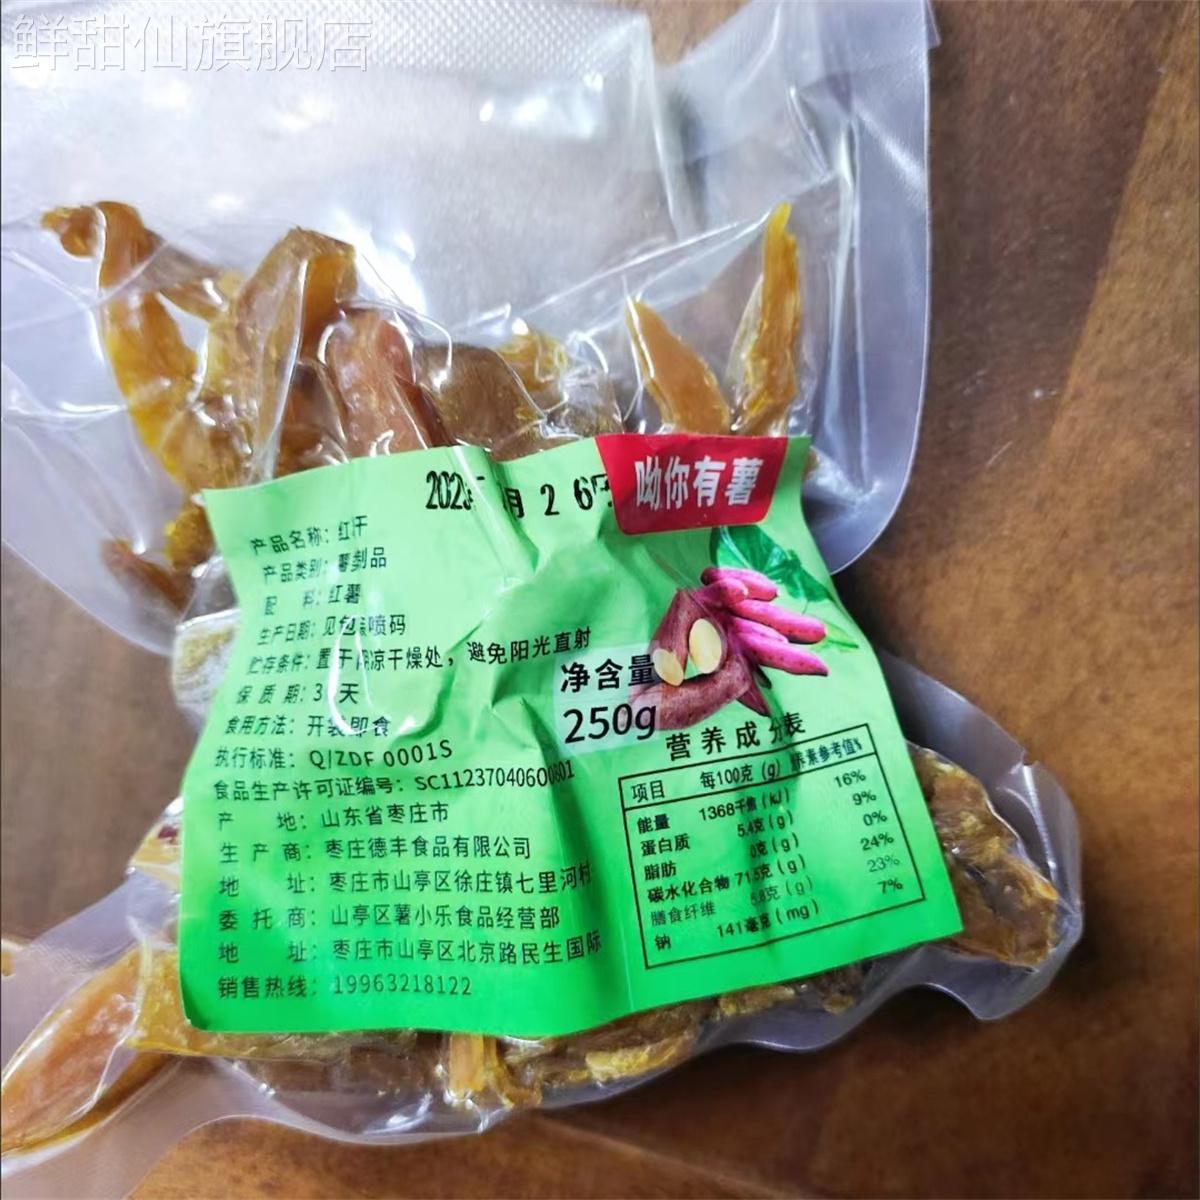 鲜甜仙旗舰店
月26日
呦你有薯
产品名称：红 干
产品类别：薯制品
配 料：红薯
生产日期：见包装喷码
贮存条件：置于阴凉干燥处，避免阳光直射
保 质 期：3 天
食用方法：开袋即食
执行标准：Q/ZDF 0001S
食品生产许可证编号：
产 地：山东省枣庄市
生 产 商：枣庄德丰食品有限公司
地 址：枣庄市山亭区徐庄镇七里河村
委 托 商：山亭区薯小乐食品经营部
地 址：枣庄市山亭区北京路民生国际
销售热线：19963218122
净含量
250g
营养成分表
项目 每100克（g） 营养素参考值%
能量 1368千焦（kJ） 16%
蛋白质 5.4克（g） 9%
脂肪 0克（g） 0%
碳水化合物 71.5克（g） 24%
膳食纤维 5.8克（g） 23%
钠 141毫克（mg） 7%